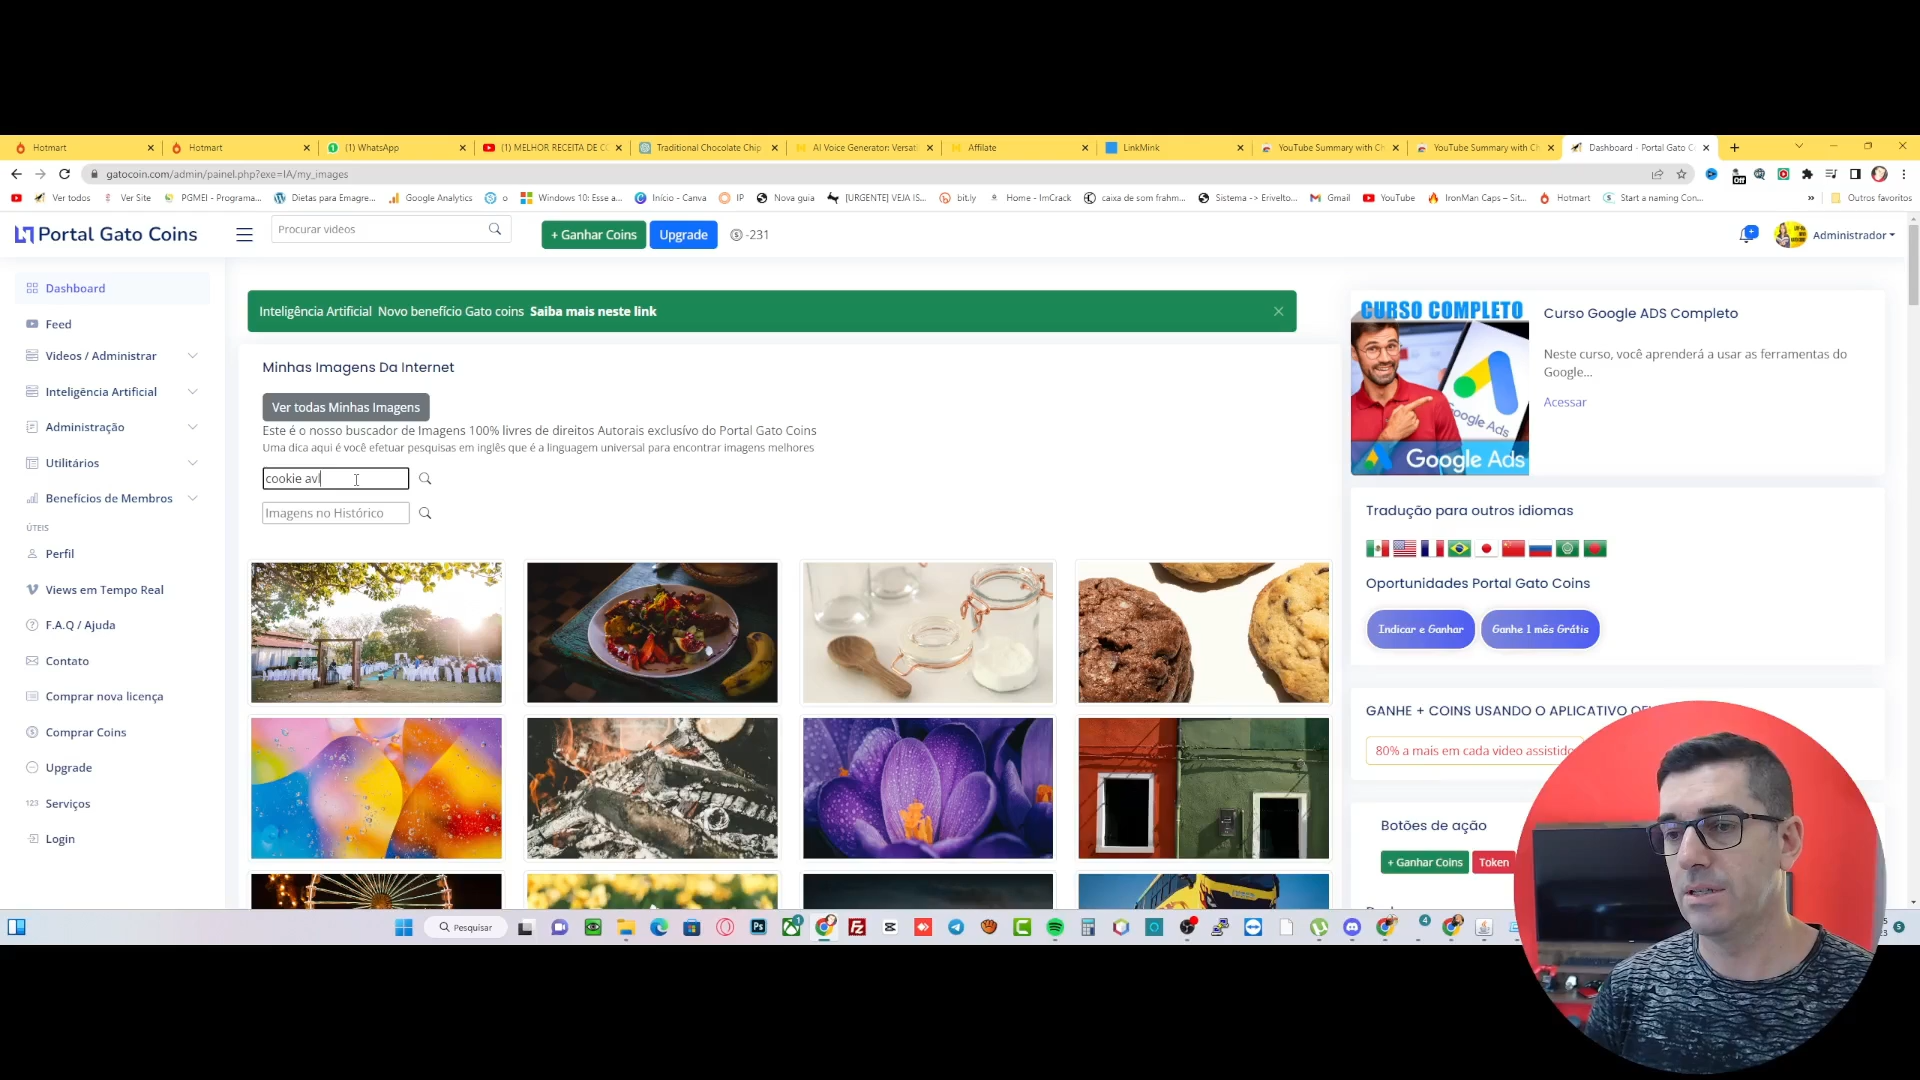 Hotmart
Hotmart
(1) WhatsApp
(1) MELHOR RECEITA DE CO
Traditional Chocolate Chip
AI Voice Generator: Versati
Affilate
LinkMink
YouTube Summary with Ch
YouTube Summary with Ch
Dashboard - Portal Gato C
gatocoin.com/admin/painel.php?exe=IA/my_images
Off
Ver todos
Ver Site
PGMEI - Programa...
Dietas para Emagre...
Google Analytics
o
Windows 10: Esse a...
Início - Canva
IP
Nova guia
[URGENTE] VEJA IS...
bit.ly
Home - ImCrack
caixa de som frahm...
Sistema -> Erivelto...
Gmail
YouTube
IronMan Caps – Sit...
Hotmart
Start a naming Con...
»
Outros favoritos
Portal Gato Coins
Procurar videos
+ Ganhar Coins
Upgrade
-231
Administrador
Dashboard
Feed
Videos / Administrar
Inteligência Artificial
Administração
Utilitários
Benefícios de Membros
ÚTEIS
Perfil
Views em Tempo Real
F.A.Q / Ajuda
Contato
Comprar nova licença
Comprar Coins
Upgrade
123 Serviços
Login
Inteligência Artificial Novo benefício Gato coins Saiba mais neste link
Minhas Imagens Da Internet
Ver todas Minhas Imagens
Este é o nosso buscador de Imagens 100% livres de direitos Autorais exclusivo do Portal Gato Coins
Uma dica aqui é você efetuar pesquisas em inglês que é a linguagem universal para encontrar imagens melhores
cookie avl
Imagens no Histórico
CURSO COMPLETO
Google Ads
Google Ads
Curso Google ADS Completo
Neste curso, você aprenderá a usar as ferramentas do
Google...
Acessar
Tradução para outros idiomas
Oportunidades Portal Gato Coins
Indicar e Ganhar
Ganhe 1 mês Grátis
GANHE + COINS USANDO O APLICATIVO
80% a mais em cada video assistido
Botões de ação
+ Ganhar Coins
Token
Pesquisar